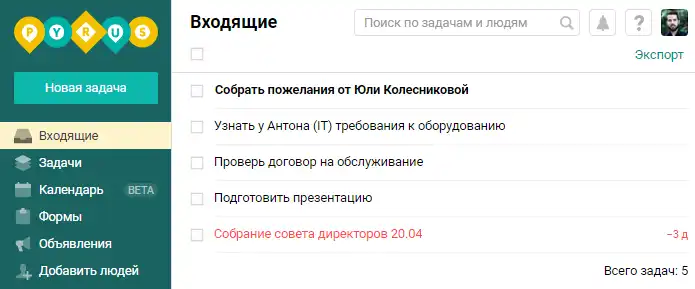 PYRUS
Новая задача
Входящие
Задачи
Календарь BETA
Формы
Объявления
Добавить людей
Входящие
Поиск по задачам и людям
?
Экспорт
Собрать пожелания от Юли Колесниковой
Узнать у Антона (IT) требования к оборудованию
Проверь договор на обслуживание
Подготовить презентацию
Собрание совета директоров 20.04 −3 д
Всего задач: 5